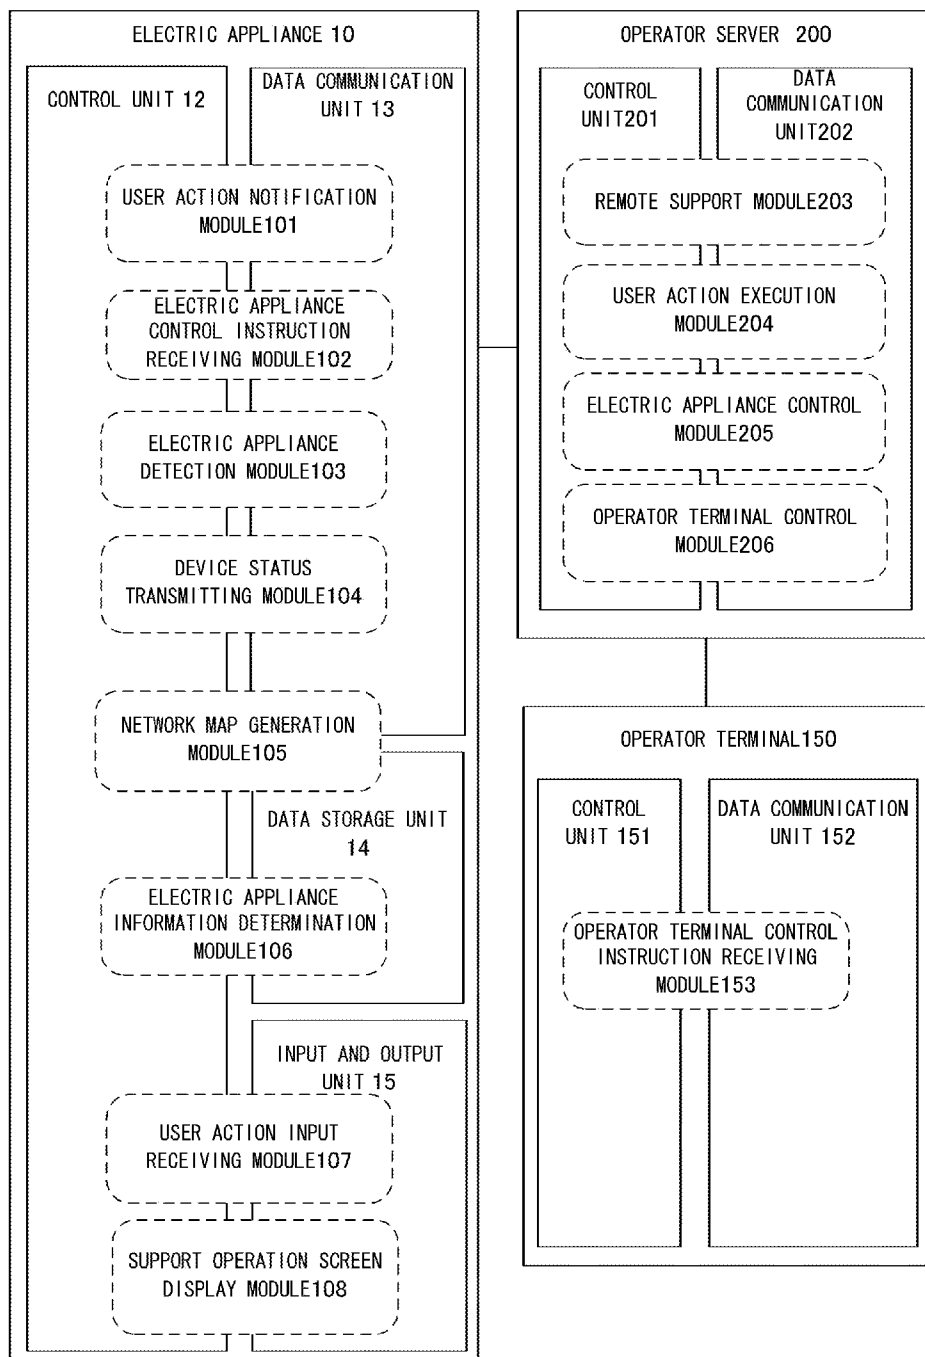 ELECTRIC APPLIANCE 10
CONTROL UNIT 12
DATA COMMUNICATION
UNIT 13
USER ACTION NOTIFICATION
MODULE101
ELECTRIC APPLIANCE
CONTROL INSTRUCTION
RECEIVING MODULE102
ELECTRIC APPLIANCE
DETECTION MODULE103
DEVICE STATUS
TRANSMITTING MODULE104
NETWORK MAP GENERATION
MODULE105
DATA STORAGE UNIT
14
ELECTRIC APPLIANCE
INFORMATION DETERMINATION
MODULE106
INPUT AND OUTPUT
UNIT 15
USER ACTION INPUT
RECEIVING MODULE107
SUPPORT OPERATION SCREEN
DISPLAY MODULE108
OPERATOR SERVER 200
CONTROL
UNIT201
DATA
COMMUNICATION
UNIT202
REMOTE SUPPORT MODULE203
USER ACTION EXECUTION
MODULE204
ELECTRIC APPLIANCE CONTROL
MODULE205
OPERATOR TERMINAL CONTROL
MODULE206
OPERATOR TERMINAL150
CONTROL
UNIT 151
DATA COMMUNICATION
UNIT 152
OPERATOR TERMINAL CONTROL
INSTRUCTION RECEIVING
MODULE153